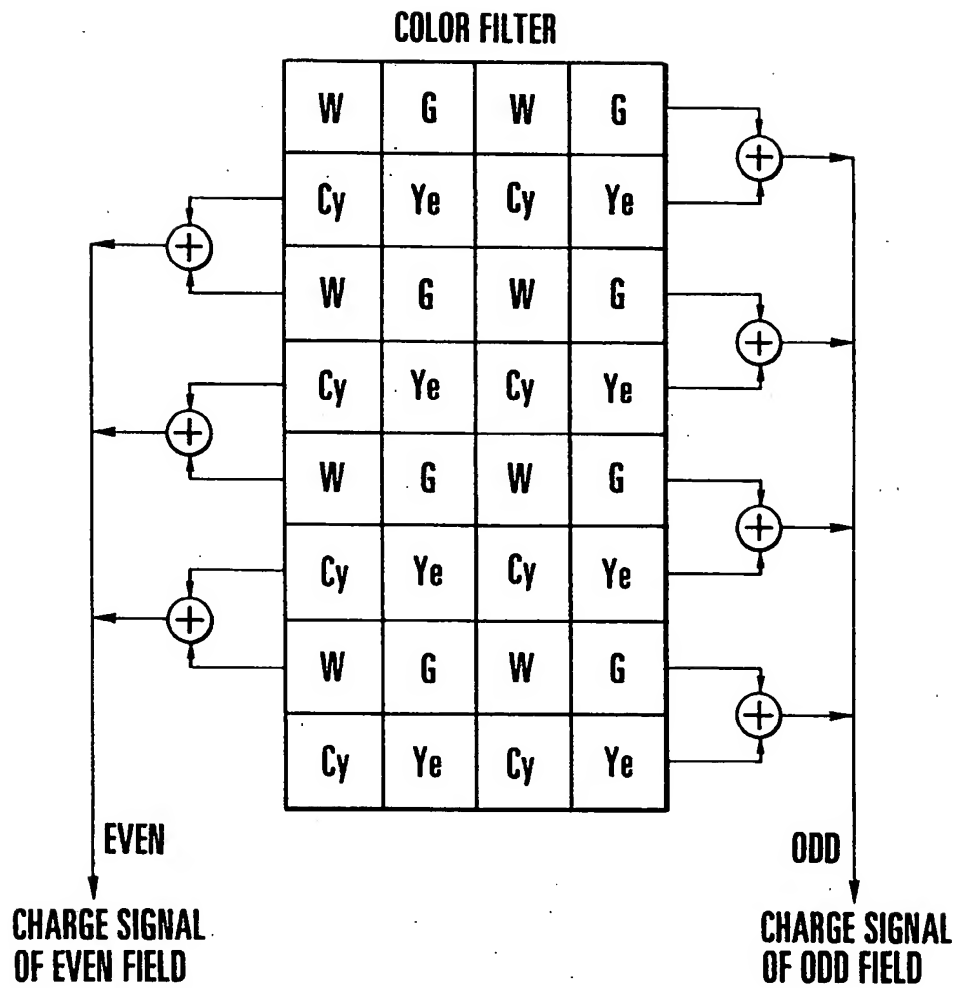 COLOR FILTER
W G W G
Cy Ye Cy Ye
W G W G
Cy Ye Cy Ye
W G W G
Cy Ye Cy Ye
W G W G
Cy Ye Cy Ye
EVEN
ODD
CHARGE SIGNAL
OF EVEN FIELD
CHARGE SIGNAL
OF ODD FIELD